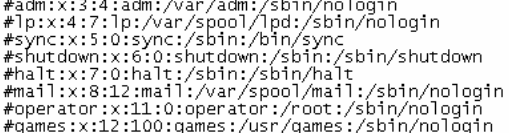 #adm:x:3:4:adm:/var/adm:/sbin/nologin
#lp:x:4:7:lp:/var/spool/lpd:/sbin/nologin
#sync:x:5:0:sync:/sbin:/bin/sync
#shutdown:x:6:0:shutdown:/sbin:/sbin/shutdown
#halt:x:7:0:halt:/sbin:/sbin/halt
#mail:x:8:12:mail:/var/spool/mail:/sbin/nologin
#operator:x:11:0:operator:/root:/sbin/nologin
#games:x:12:100:games:/usr/games:/sbin/nologin